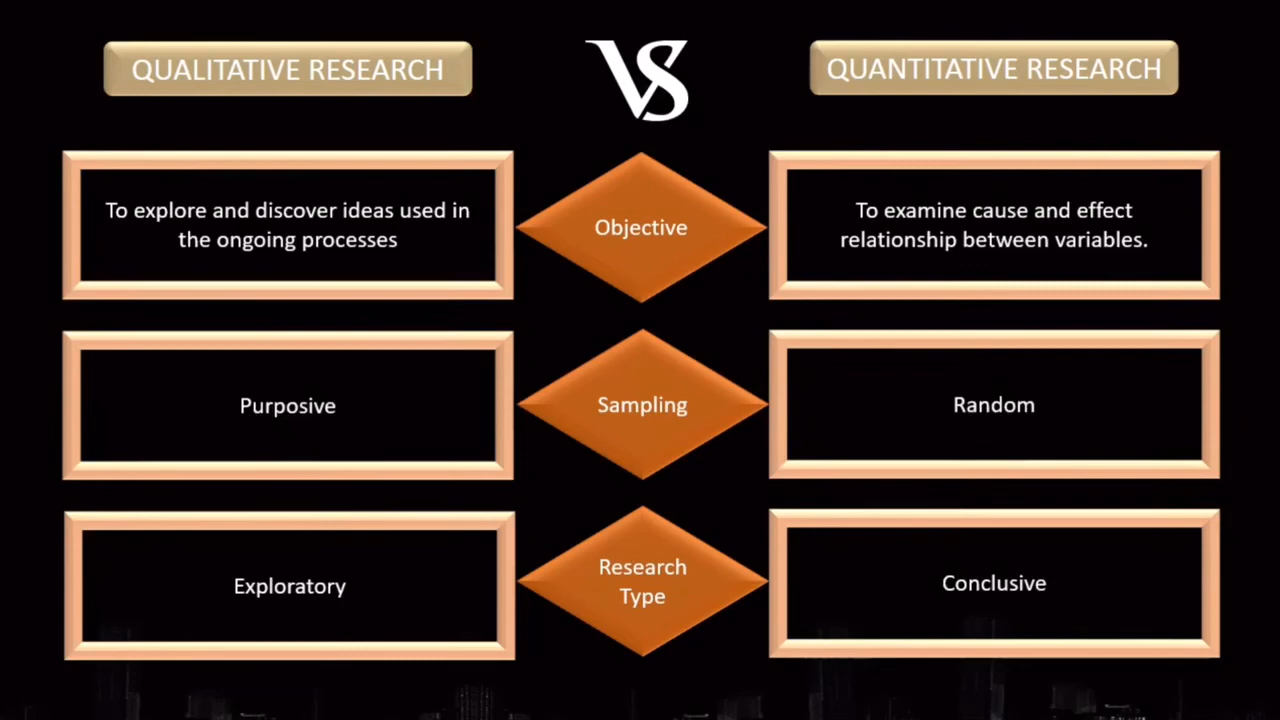 QUALITATIVE RESEARCH
VS
QUANTITATIVE RESEARCH
To explore and discover ideas used in
the ongoing processes
Objective
To examine cause and effect
relationship between variables.
Purposive
Sampling
Random
Exploratory
Research
Type
Conclusive